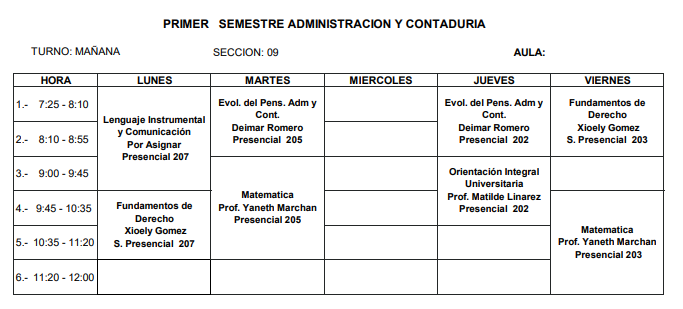 PRIMER SEMESTRE ADMINISTRACION Y CONTADURIA
TURNO: MAÑANA SECCION: 09 AULA:
HORA LUNES MARTES MIERCOLES JUEVES VIERNES
1.- 7:25 - 8:10
2.- 8:10 - 8:55
3.- 9:00 - 9:45
4.- 9:45 - 10:35
5.- 10:35 - 11:20
6.- 11:20 - 12:00
Lenguaje Instrumental
y Comunicación
Por Asignar
Presencial 207
Fundamentos de
Derecho
Xioely Gomez
S. Presencial 207
Evol. del Pens. Adm y
Cont.
Deimar Romero
Presencial 205
Matematica
Prof. Yaneth Marchan
Presencial 205
Evol. del Pens. Adm y
Cont.
Deimar Romero
Presencial 202
Orientación Integral
Universitaria
Prof. Matilde Linarez
Presencial 202
Fundamentos de
Derecho
Xioely Gomez
S. Presencial 203
Matematica
Prof. Yaneth Marchan
Presencial 203